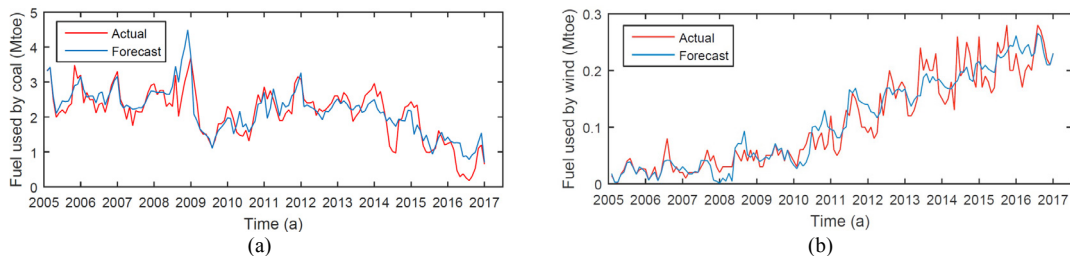 Fuel used by coal (Mtoe)
5
4
3
2
1
0
Actual
Forecast
2005 2006 2007 2008 2009 2010 2011 2012 2013 2014 2015 2016 2017
Time (a)
(a)
Fuel used by wind (Mtoe)
0.3
0.2
0.1
0
Actual
Forecast
2005 2006 2007 2008 2009 2010 2011 2012 2013 2014 2015 2016 2017
Time (a)
(b)